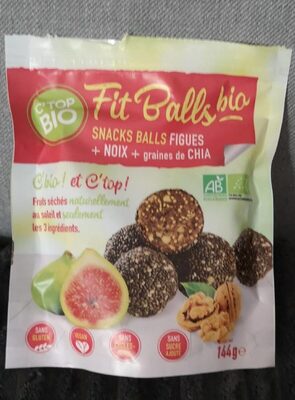 C'TOP
BIO
Fit Balls bio
SNACKS BALLS FIGUES
+ NOIX + graines de CHIA
C'bio! et C'top!
Fruits séchés naturellement
au soleil et seulement
les 3 ingrédients.
AB
SANS
GLUTEN
VEGAN
SANS
SANS
SUCRE
AJOUTÉ
144g e